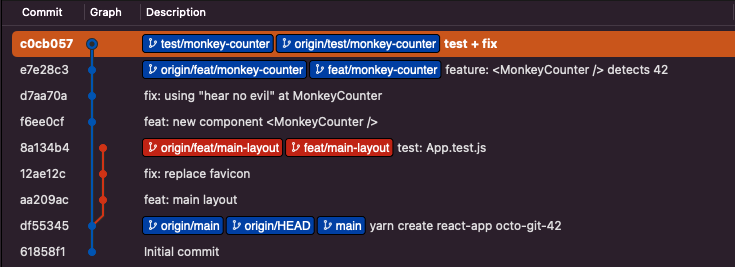 Commit Graph Description
c0cb057 test/monkey-counter origin/test/monkey-counter test + fix
e7e28c3 origin/feat/monkey-counter feat/monkey-counter feature: <MonkeyCounter /> detects 42
d7aa70a fix: using "hear no evil" at MonkeyCounter
f6ee0cf feat: new component <MonkeyCounter />
8a134b4 origin/feat/main-layout feat/main-layout test: App.test.js
12ae12c fix: replace favicon
aa209ac feat: main layout
df55345 origin/main origin/HEAD main yarn create react-app octo-git-42
61858f1 Initial commit